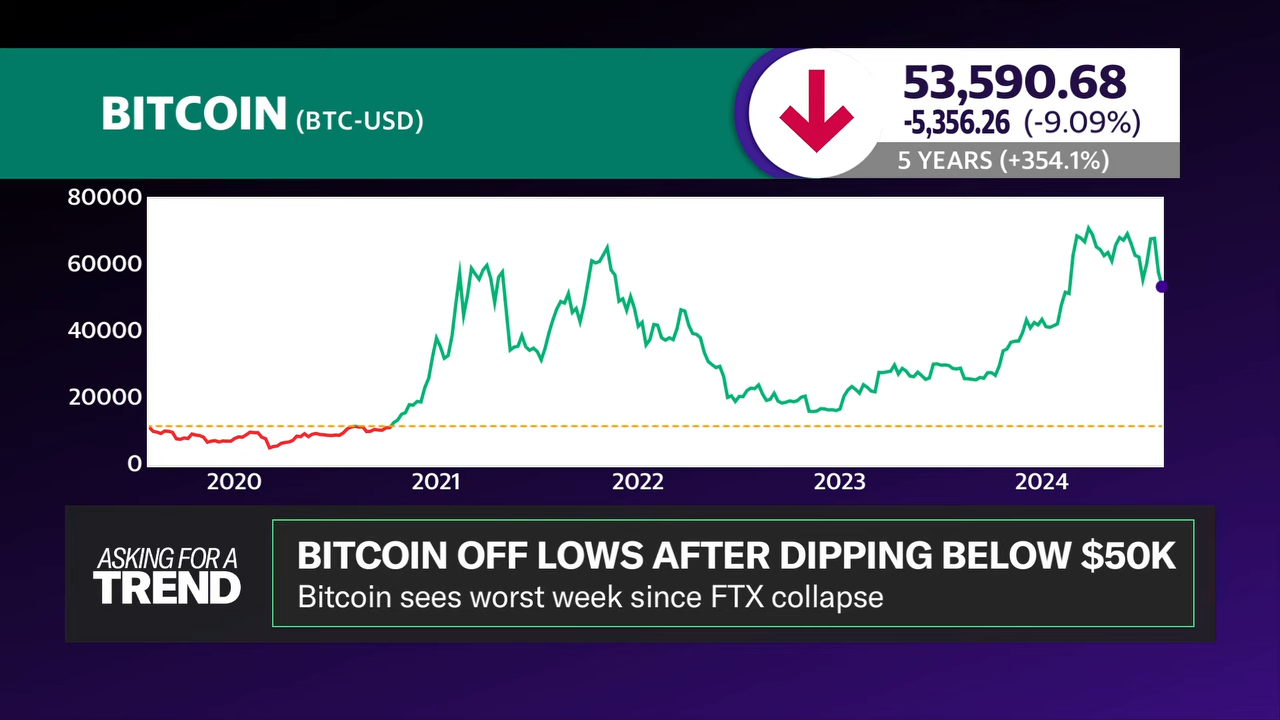 BITCOIN (BTC-USD)
53,590.68
-5,356.26 (-9.09%)
5 YEARS (+354.1%)
80000
60000
40000
20000
0
2020 2021 2022 2023 2024
ASKING FOR A
TREND
BITCOIN OFF LOWS AFTER DIPPING BELOW $50K
Bitcoin sees worst week since FTX collapse